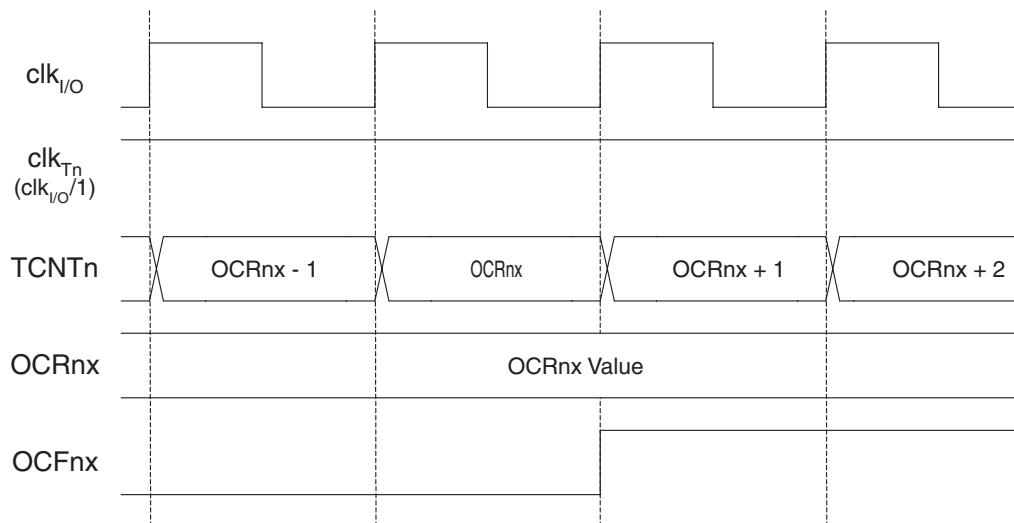 clkI/O
clkTn
(clkI/O/1)
TCNTn
OCRnx - 1
OCRnx
OCRnx + 1
OCRnx + 2
OCRnx
OCRnx Value
OCFnx